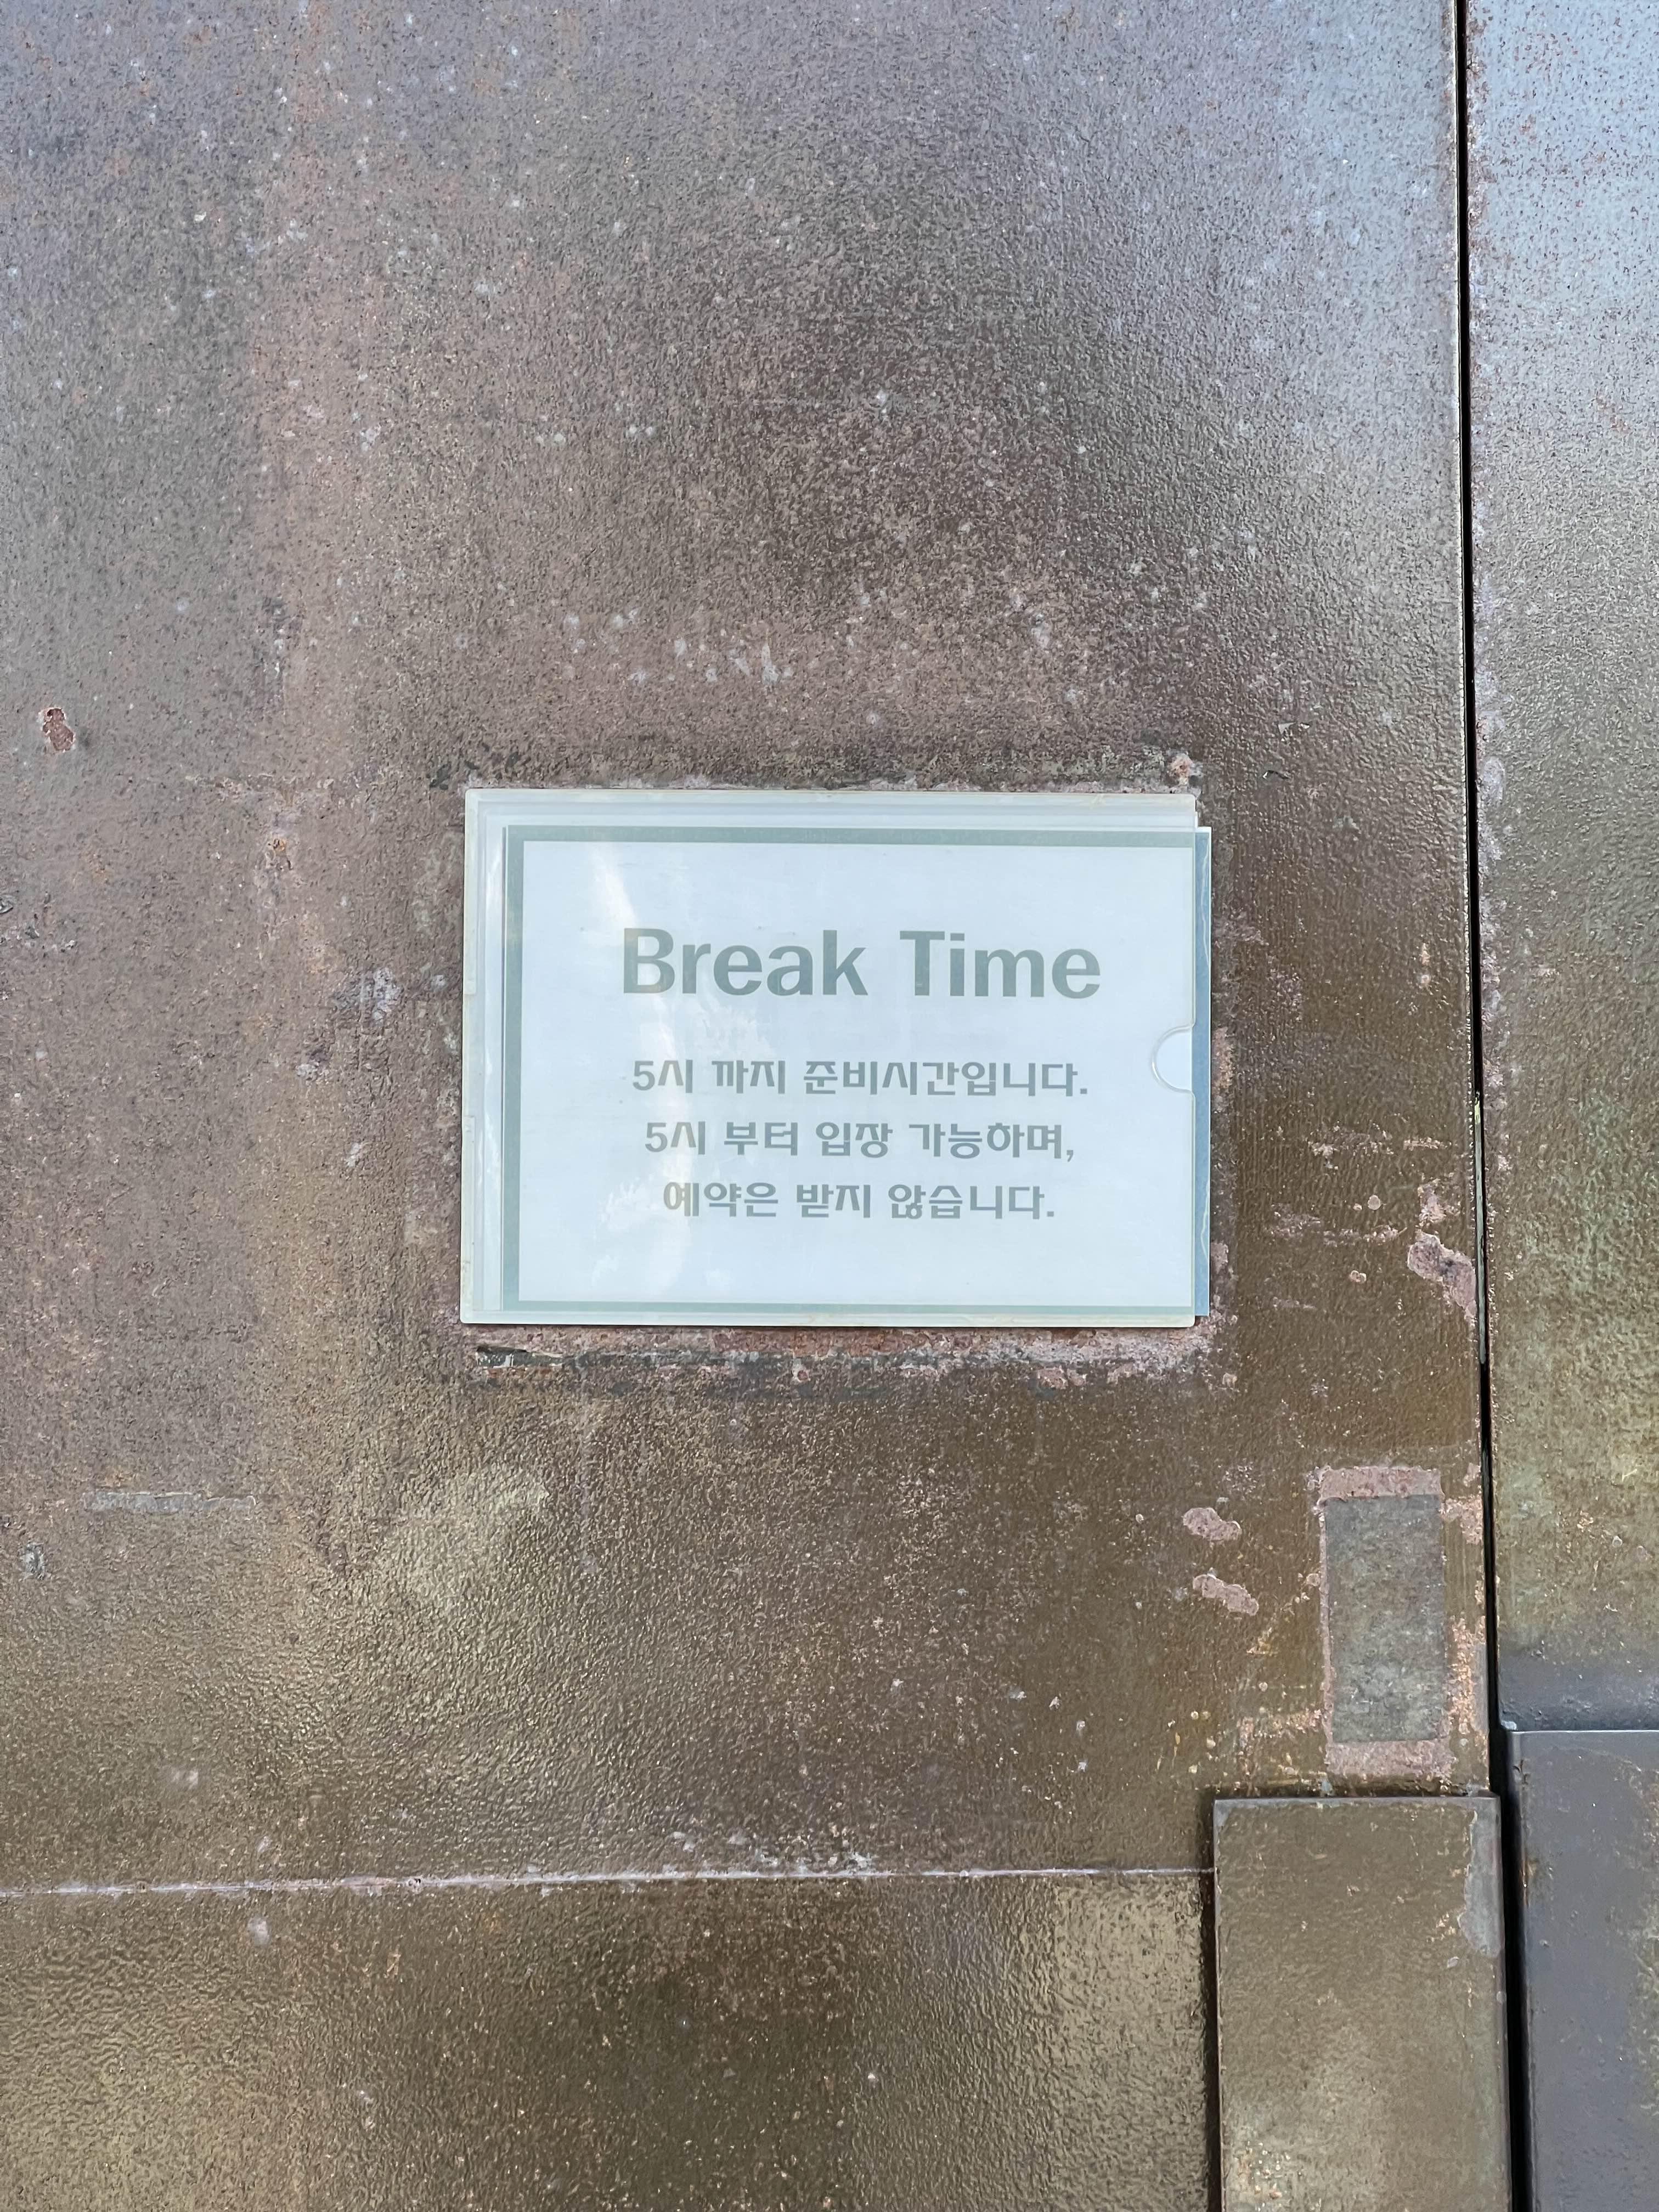 Break Time
5시 까지 준비시간입니다.
5시 부터 입장 가능하며,
예약은 받지 않습니다.